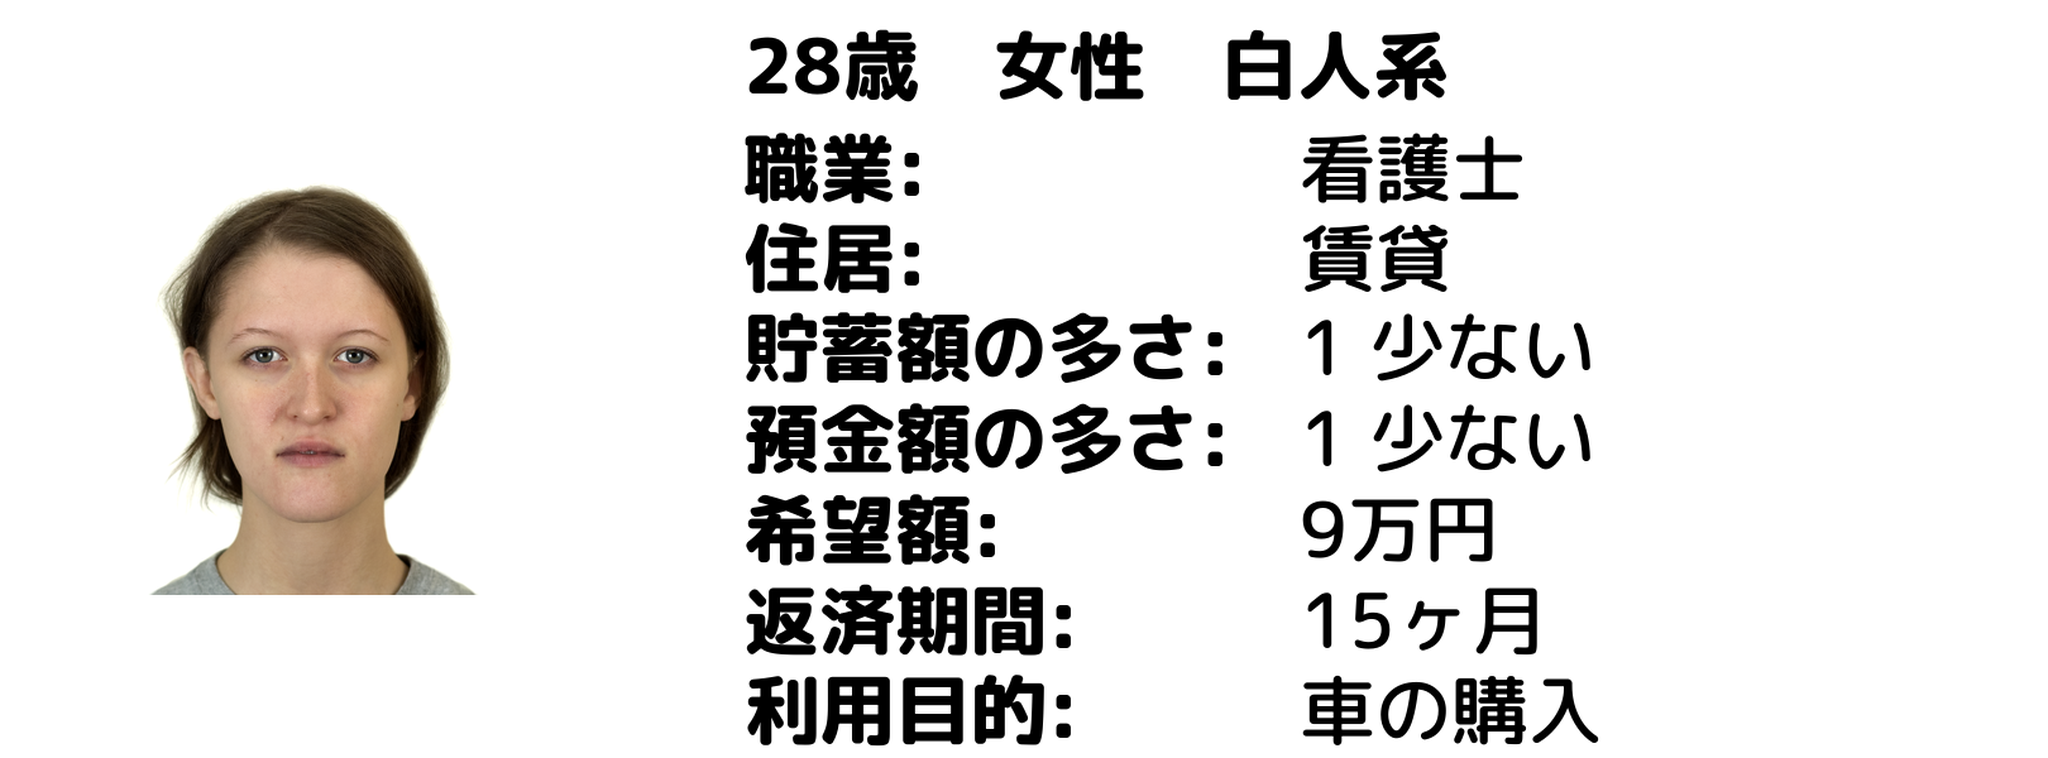 28歳　女性　白人系
職業: 看護士
住居: 賃貸
貯蓄額の多さ: 1 少ない
預金額の多さ: 1 少ない
希望額: 9万円
返済期間: 15ヶ月
利用目的: 車の購入